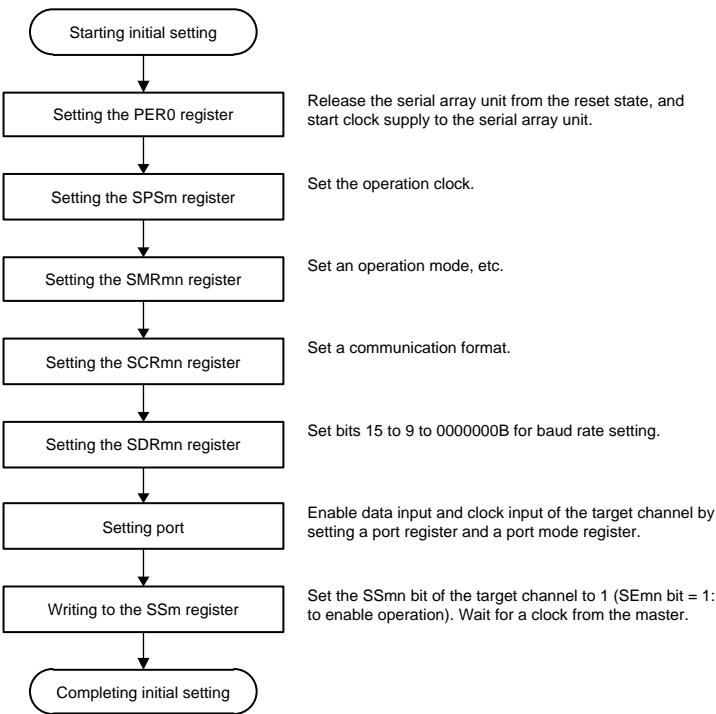 Starting initial setting
Setting the PER0 register
Release the serial array unit from the reset state, and
start clock supply to the serial array unit.
Setting the SPSm register
Set the operation clock.
Setting the SMRmn register
Set an operation mode, etc.
Setting the SCRmn register
Set a communication format.
Setting the SDRmn register
Set bits 15 to 9 to 0000000B for baud rate setting.
Setting port
Enable data input and clock input of the target channel by
setting a port register and a port mode register.
Writing to the SSm register
Set the SSmn bit of the target channel to 1 (SEmn bit = 1:
to enable operation). Wait for a clock from the master.
Completing initial setting